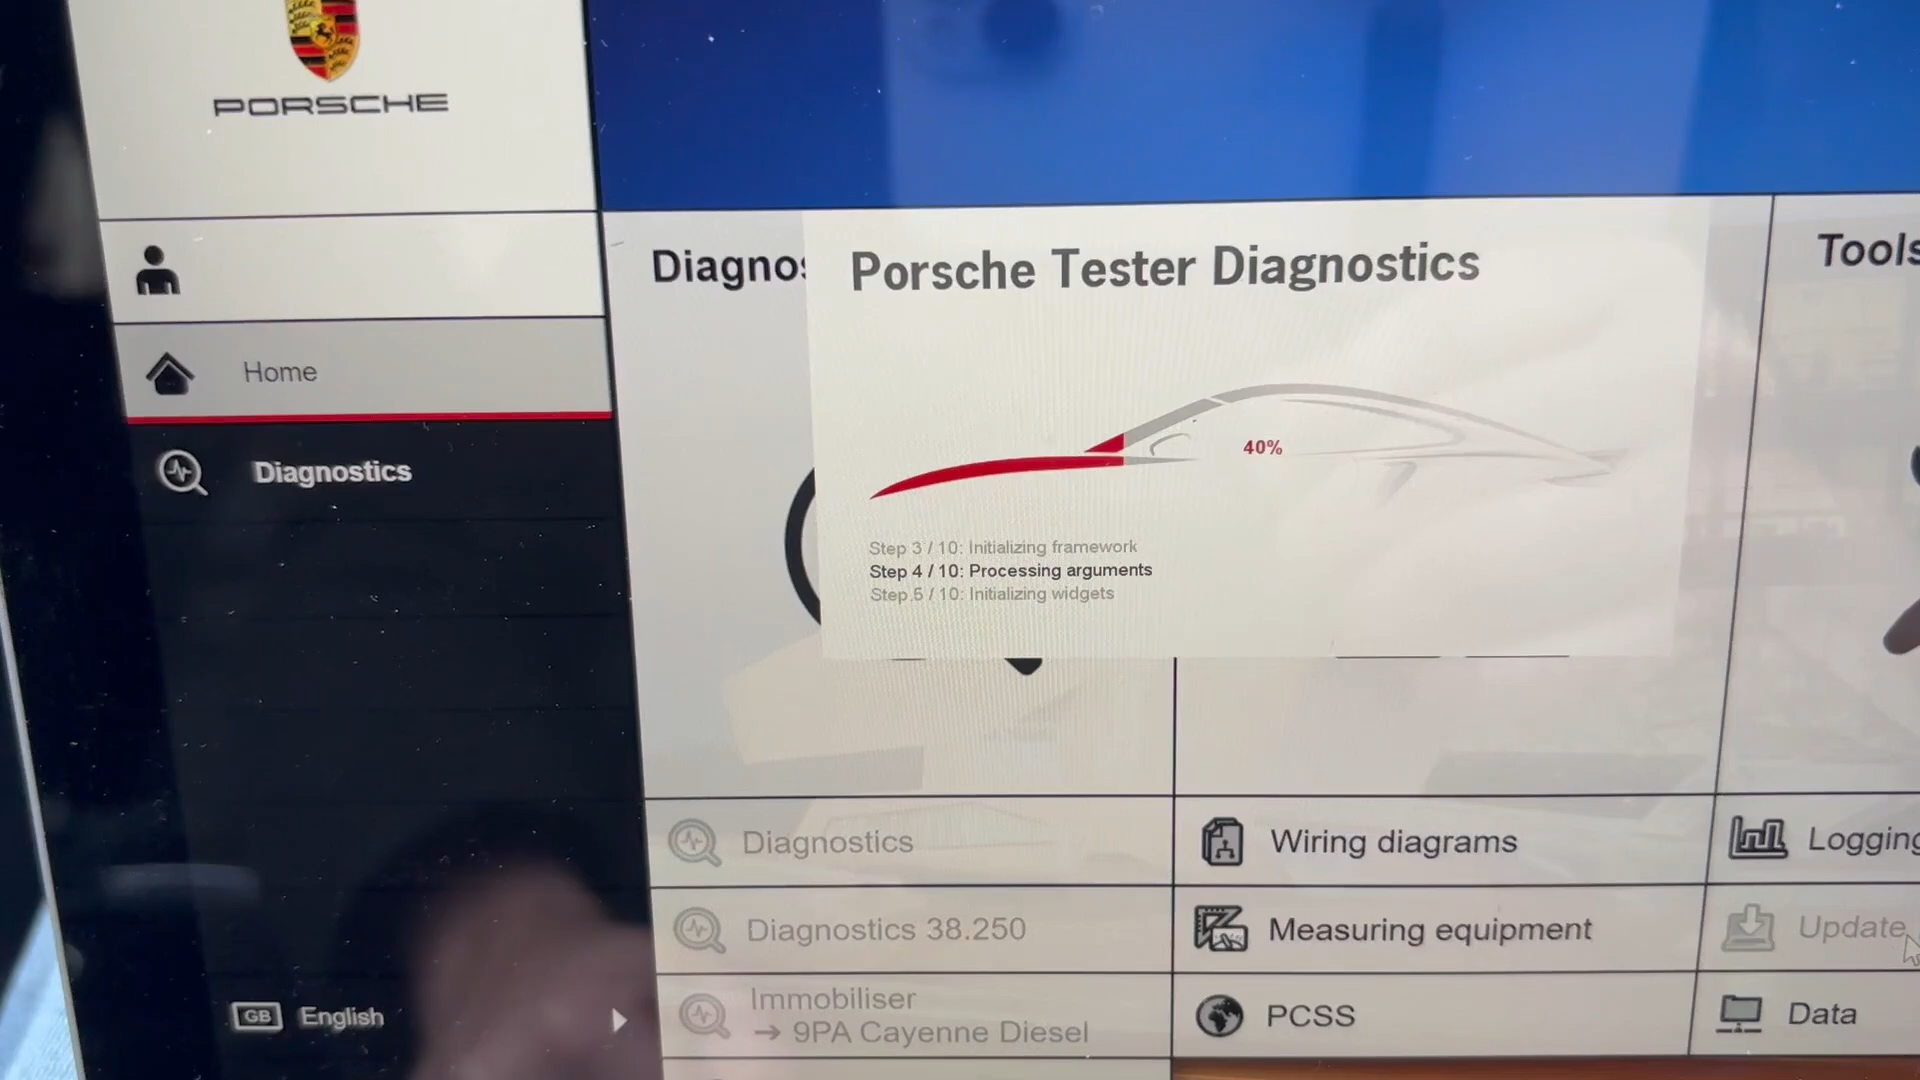 PORSCHE
Home
Diagnostics
GB English
Porsche Tester Diagnostics
40%
Step 3 / 10: Initializing framework
Step 4 / 10: Processing arguments
Step 5 / 10: Initializing widgets
Diagnostics
Diagnostics 38.250
Immobiliser
→ 9PA Cayenne Diesel
Wiring diagrams
Measuring equipment
PCSS
Tools
Logging
Update
Data